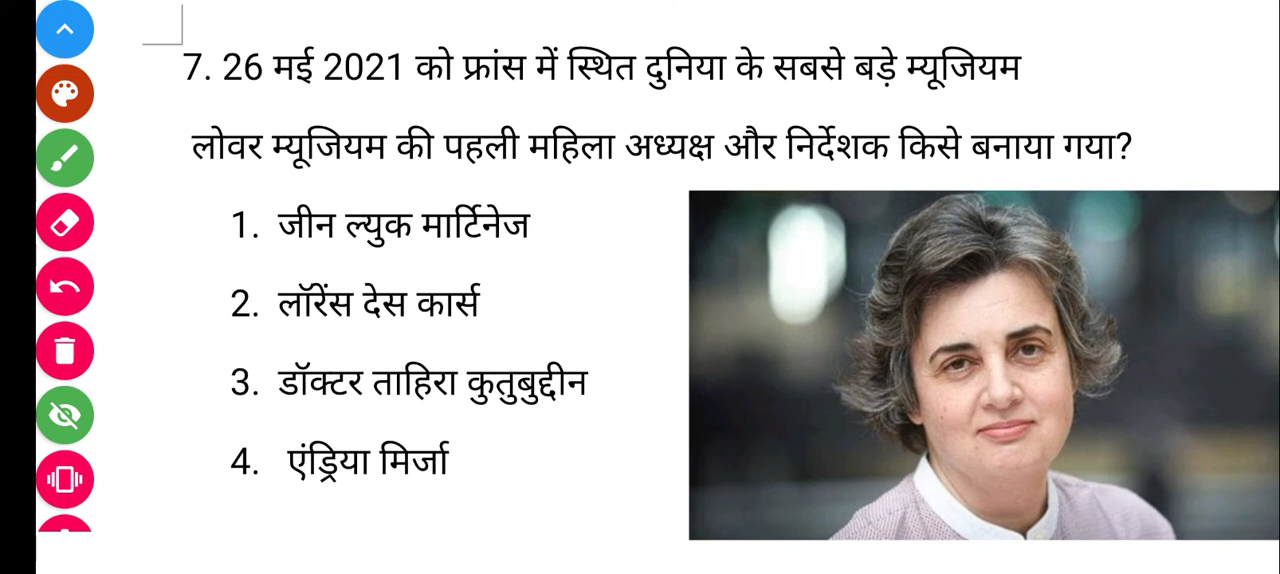 7. 26 मई 2021 को फ्रांस में स्थित दुनिया के सबसे बड़े म्यूजियम
लोवर म्यूजियम की पहली महिला अध्यक्ष और निर्देशक किसे बनाया गया?
1. जीन ल्युक मार्टिनेज
2. लॉरेंस देस कार्स
3. डॉक्टर ताहिरा कुतुबुद्दीन
4. एंड्रिया मिर्जा